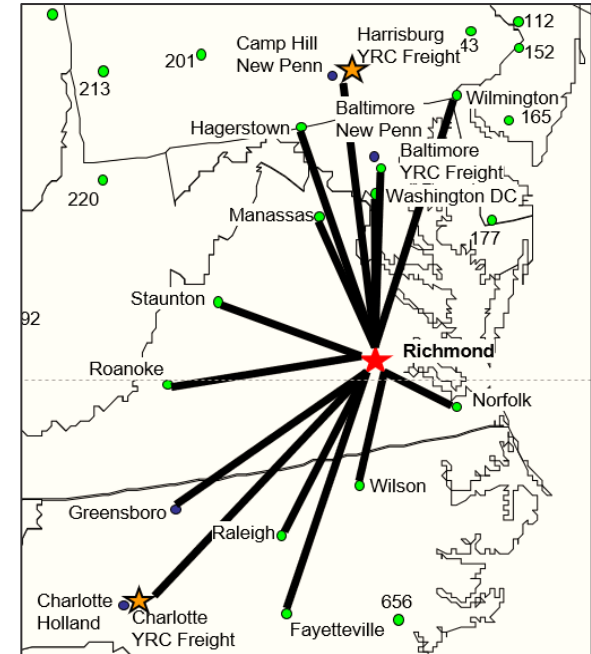 112
Harrisburg
YRC Freight
43
Camp Hill
New Penn
201
152
213
Wilmington
165
Baltimore
New Penn
Hagerstown
Baltimore
YRC Freight
Washington DC
220
Manassas
177
Staunton
92
Richmond
Roanoke
Norfolk
Wilson
Greensboro
Raleigh
Charlotte
Holland
Charlotte
YRC Freight
Fayetteville
656